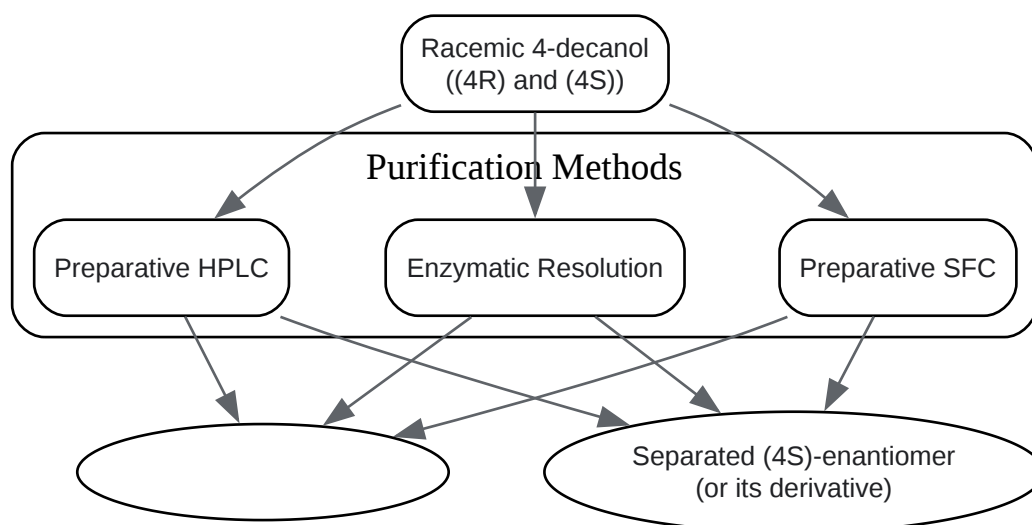 Racemic 4-decanol
((4R) and (4S))
Purification Methods
Preparative HPLC
Enzymatic Resolution
Preparative SFC
Separated (4S)-enantiomer
(or its derivative)